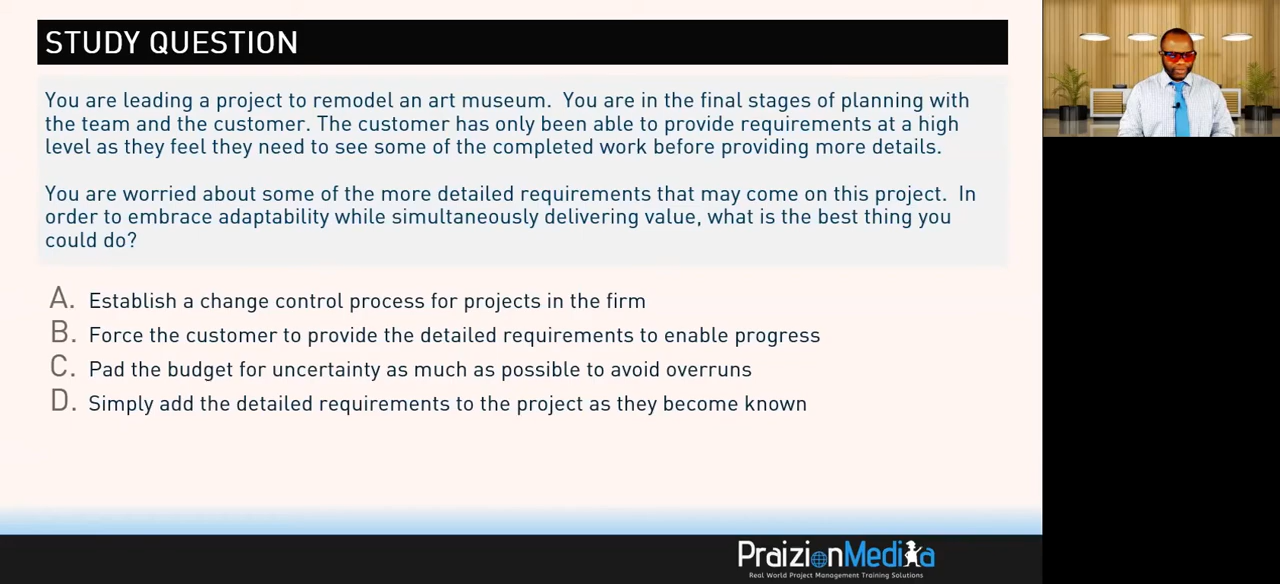 STUDY QUESTION
You are leading a project to remodel an art museum. You are in the final stages of planning with
the team and the customer. The customer has only been able to provide requirements at a high
level as they feel they need to see some of the completed work before providing more details.
You are worried about some of the more detailed requirements that may come on this project. In
order to embrace adaptability while simultaneously delivering value, what is the best thing you
could do?
A. Establish a change control process for projects in the firm
B. Force the customer to provide the detailed requirements to enable progress
C. Pad the budget for uncertainty as much as possible to avoid overruns
D. Simply add the detailed requirements to the project as they become known
PraizionMedia
Real World Project Management Training Solutions